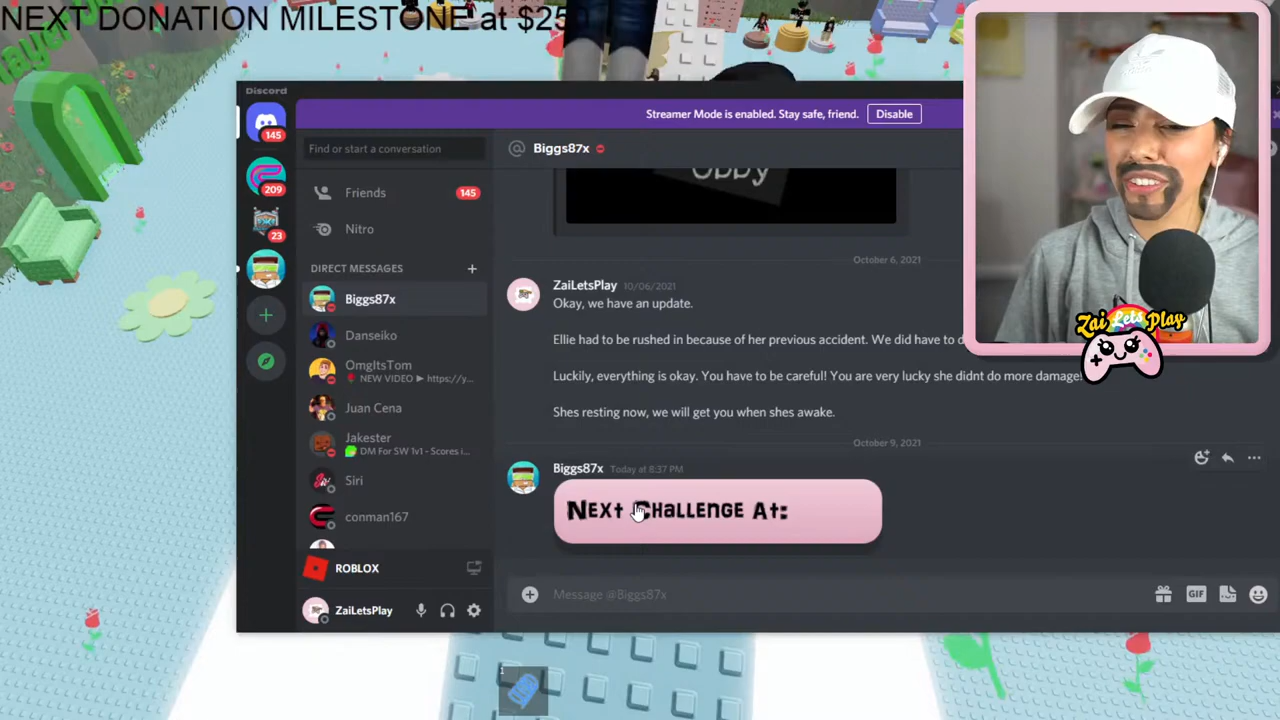 NEXT DONATION MILESTONE at $250
Discord
Streamer Mode is enabled. Stay safe, friend.
Disable
145
Find or start a conversation
@ Biggs87x
209
Friends
145
Obby
23
Nitro
DIRECT MESSAGES
October 6, 2021
Biggs87x
ZaiLetsPlay 10/06/2021
Okay, we have an update.
Danseiko
Ellie had to be rushed in because of her previous accident. We did have to
OmgItsTom
NEW VIDEO ► https://y...
Luckily, everything is okay. You have to be careful! You are very lucky she didnt do more damage!
Juan Cena
Shes resting now, we will get you when shes awake.
Jakester
DM For SW 1v1 - Scores i...
October 9, 2021
Siri
Biggs87x Today at 8:37 PM
Next Challenge At:
conman167
ROBLOX
Message @Biggs87x
GIF
ZaiLetsPlay
Zai Lets Play
1